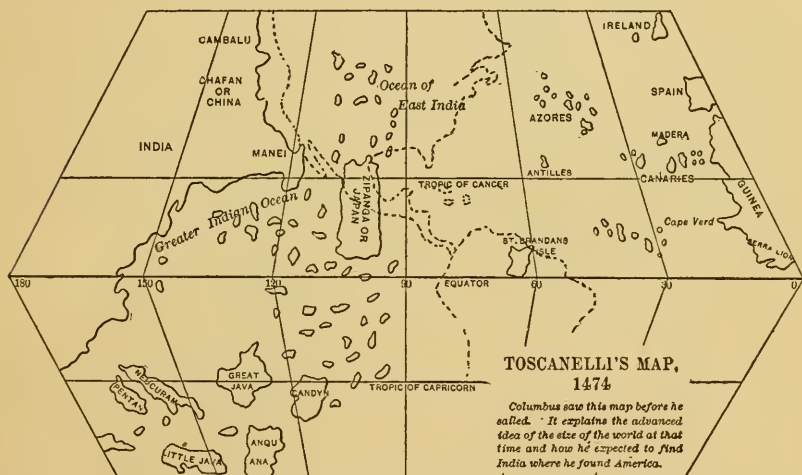 IRELAND
CAMBALU
CHAFAN
OR
CHINA
Ocean of
East India
SPAIN
AZORES
INDIA
MANEI
MADERA
ANTILLES
CANARIES
TROPIC OF CANCER
ZIPANGA OR
JAPAN
GUINEA
Greater Indian Ocean
Cape Verd
ST. BRANDANS
ISLE
SERRA LION
180
150
120
90
EQUATOR
60
30
0
TOSCANELLI'S MAP,
1474
NEUCURAM
PENTAN
GREAT
JAVA
CANDYN
TROPIC OF CAPRICORN
Columbus saw this map before he
sailed. It explains the advanced
idea of the size of the world at that
time and how he expected to find
India where he found America.
LITTLE JAVA
ANQU
ANA